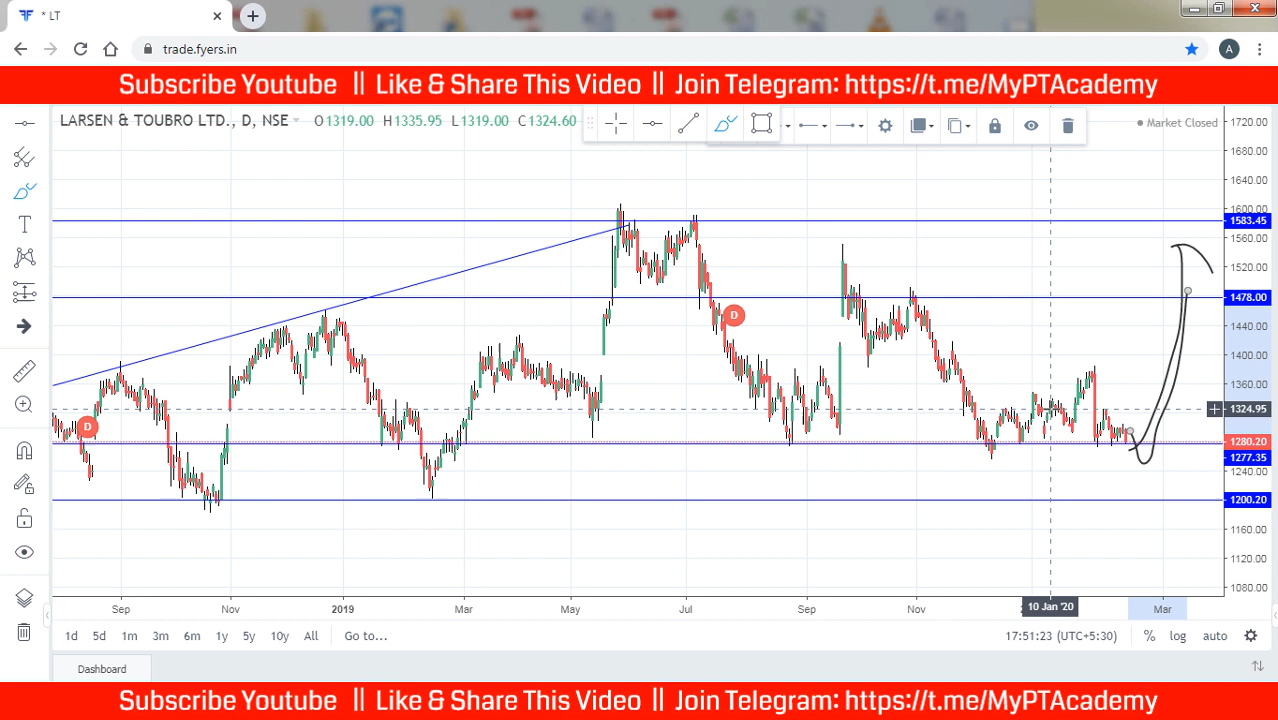 * LT
trade.fyers.in
A
Subscribe Youtube || Like & Share This Video || Join Telegram: https://t.me/MyPTAcademy
LARSEN & TOUBRO LTD., D, NSE O1319.00 H1335.95 L1319.00 C1324.60
Market Closed
1720.00
1680.00
1640.00
1600.00
1583.45
1560.00
1520.00
1478.00
1440.00
1400.00
1360.00
1324.95
1280.20
1277.35
1240.00
1200.20
1160.00
1120.00
1080.00
D
D
Sep Nov 2019 Mar May Jul Sep Nov 10 Jan '20 Mar
1d 5d 1m 3m 6m 1y 5y 10y All Go to... 17:51:23 (UTC+5:30) % log auto
Dashboard
Subscribe Youtube || Like & Share This Video || Join Telegram: https://t.me/MyPTAcademy